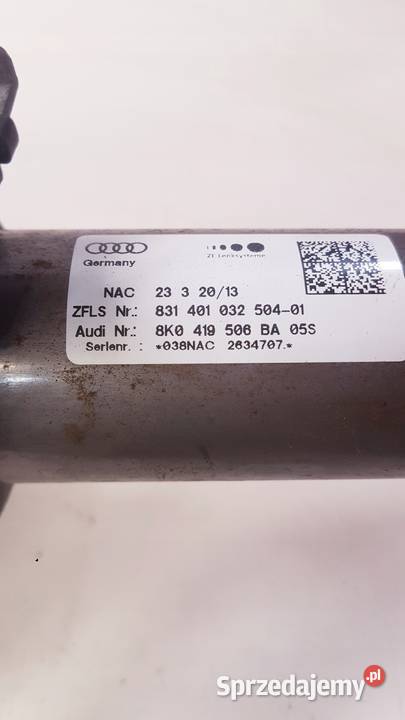 Germany
ZF Lenksysteme
NAC 23 3 20/13
ZFLS Nr.: 831 401 032 504-01
Audi Nr.: 8K0 419 506 BA 05S
Serienr. : *038NAC 2634707.*
Sprzedajemy.pl